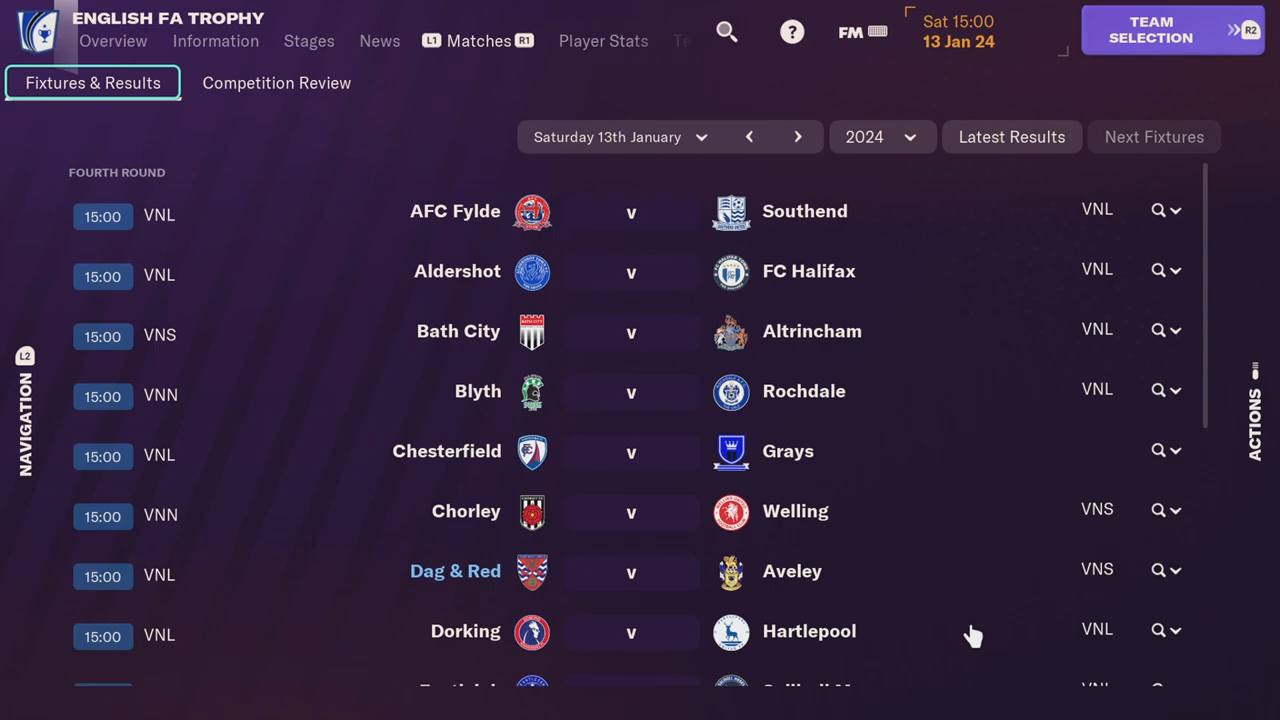 ENGLISH FA TROPHY
Overview Information Stages News L1 Matches R1 Player Stats
? FM Sat 15:00
13 Jan 24
TEAM
SELECTION R2
Fixtures & Results Competition Review
Saturday 13th January 2024 Latest Results Next Fixtures
FOURTH ROUND
15:00 VNL AFC Fylde v Southend VNL
15:00 VNL Aldershot v FC Halifax VNL
15:00 VNS Bath City v Altrincham VNL
15:00 VNN Blyth v Rochdale VNL
15:00 VNL Chesterfield v Grays
15:00 VNN Chorley v Welling VNS
15:00 VNL Dag & Red v Aveley VNS
15:00 VNL Dorking v Hartlepool VNL
L2
NAVIGATION
ACTIONS